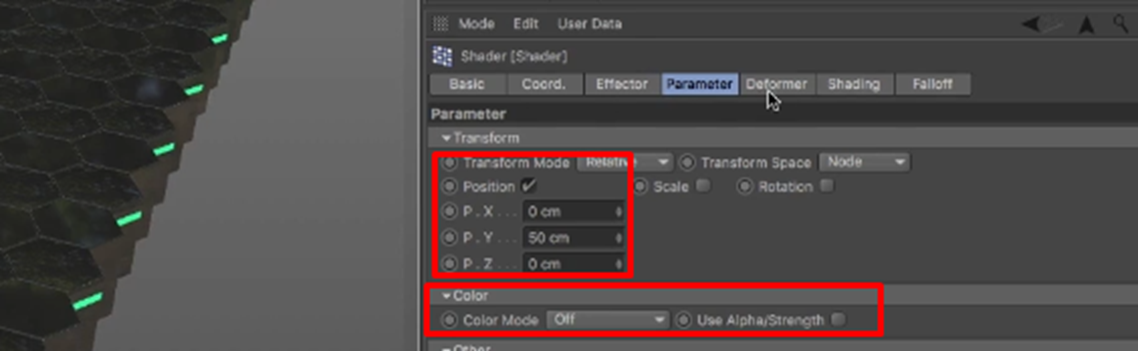 Mode Edit User Data
Shader [Shader]
Basic Coord. Effector Parameter Deformer Shading Falloff
Parameter
Transform
Transform Mode Relative Transform Space Node
Position Scale Rotation
P . X . . . 0 cm
P . Y . . . 50 cm
P . Z . . . 0 cm
Color
Color Mode Off Use Alpha/Strength
Other